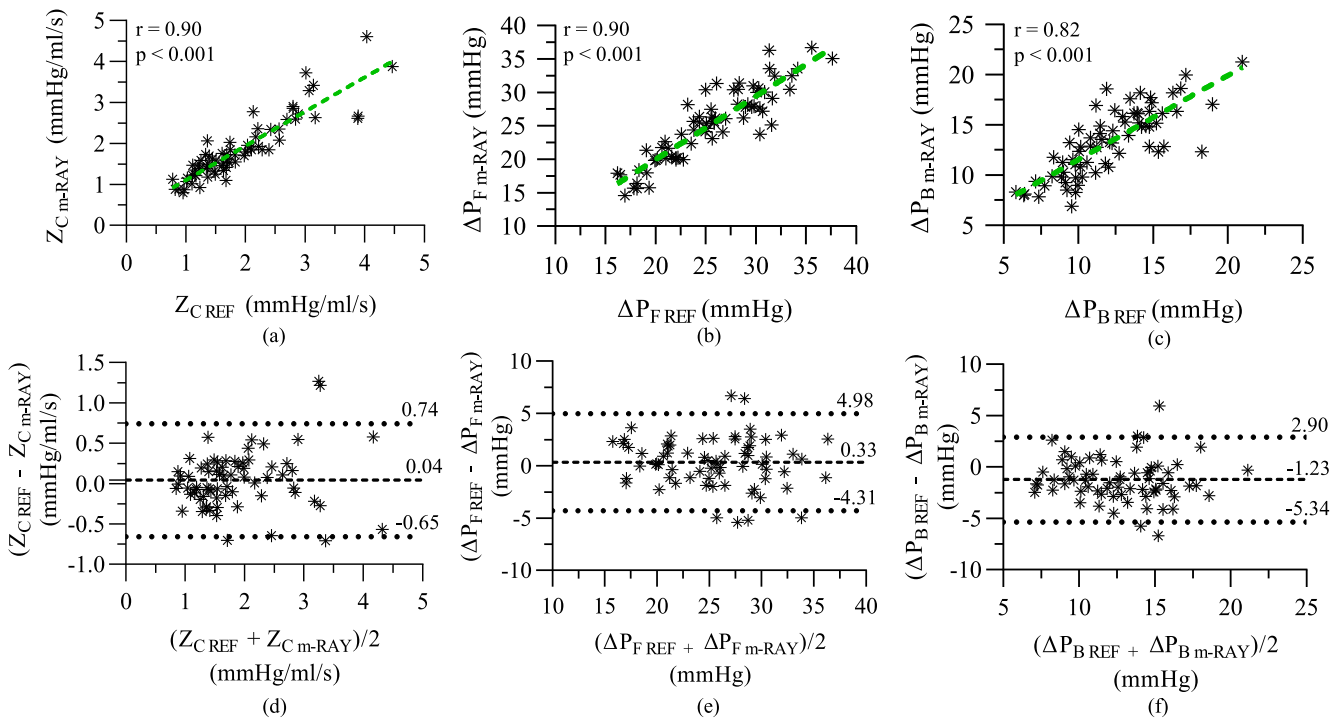 r = 0.90
p < 0.001
Z_C m-RAY (mmHg/ml/s)
5
4
3
2
1
0
0 1 2 3 4 5
Z_C REF (mmHg/ml/s)
(a)
r = 0.90
p < 0.001
ΔP_F m-RAY (mmHg)
40
35
30
25
20
15
10
10 15 20 25 30 35 40
ΔP_F REF (mmHg)
(b)
r = 0.82
p < 0.001
ΔP_B m-RAY (mmHg)
25
20
15
10
5
5 10 15 20 25
ΔP_B REF (mmHg)
(c)
(Z_C REF - Z_C m-RAY)
(mmHg/ml/s)
1.5
1.0
0.5
0.0
-0.5
-1.0
0.74
0.04
-0.65
0 1 2 3 4 5
(Z_C REF + Z_C m-RAY)/2
(mmHg/ml/s)
(d)
(ΔP_F REF - ΔP_F m-RAY)
(mmHg)
10
5
0
-5
-10
4.98
0.33
-4.31
10 15 20 25 30 35 40
(ΔP_F REF + ΔP_F m-RAY)/2
(mmHg)
(e)
(ΔP_B REF - ΔP_B m-RAY)
(mmHg)
10
5
0
-5
-10
2.90
-1.23
-5.34
5 10 15 20 25
(ΔP_B REF + ΔP_B m-RAY)/2
(mmHg)
(f)